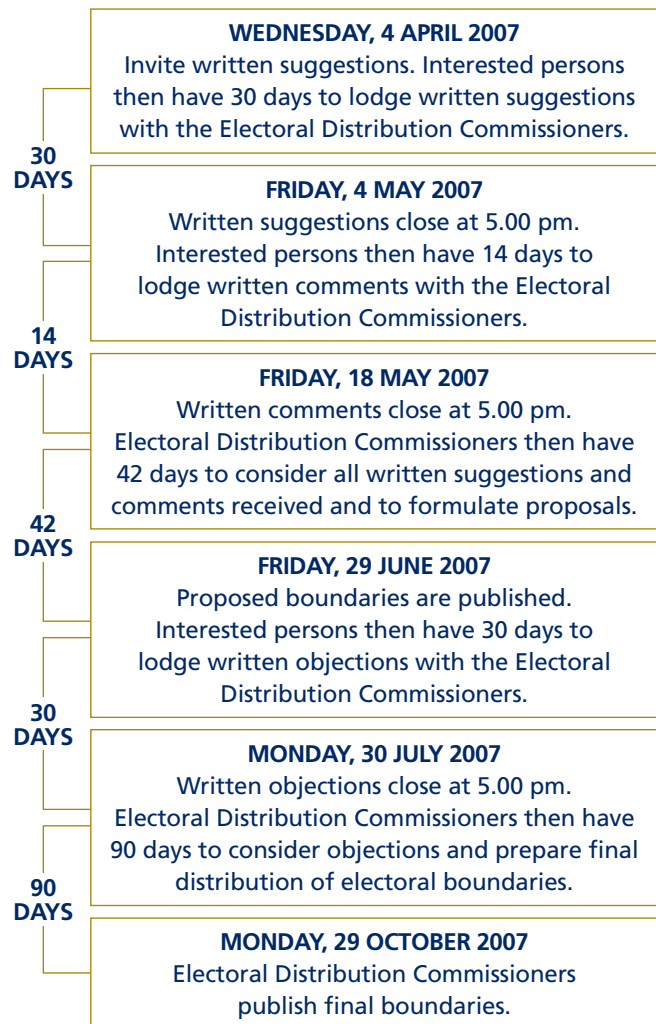 WEDNESDAY, 4 APRIL 2007
Invite written suggestions. Interested persons
then have 30 days to lodge written suggestions
with the Electoral Distribution Commissioners.
30
DAYS
FRIDAY, 4 MAY 2007
Written suggestions close at 5.00 pm.
Interested persons then have 14 days to
lodge written comments with the Electoral
Distribution Commissioners.
14
DAYS
FRIDAY, 18 MAY 2007
Written comments close at 5.00 pm.
Electoral Distribution Commissioners then have
42 days to consider all written suggestions and
comments received and to formulate proposals.
42
DAYS
FRIDAY, 29 JUNE 2007
Proposed boundaries are published.
Interested persons then have 30 days to
lodge written objections with the Electoral
Distribution Commissioners.
30
DAYS
MONDAY, 30 JULY 2007
Written objections close at 5.00 pm.
Electoral Distribution Commissioners then have
90 days to consider objections and prepare final
distribution of electoral boundaries.
90
DAYS
MONDAY, 29 OCTOBER 2007
Electoral Distribution Commissioners
publish final boundaries.